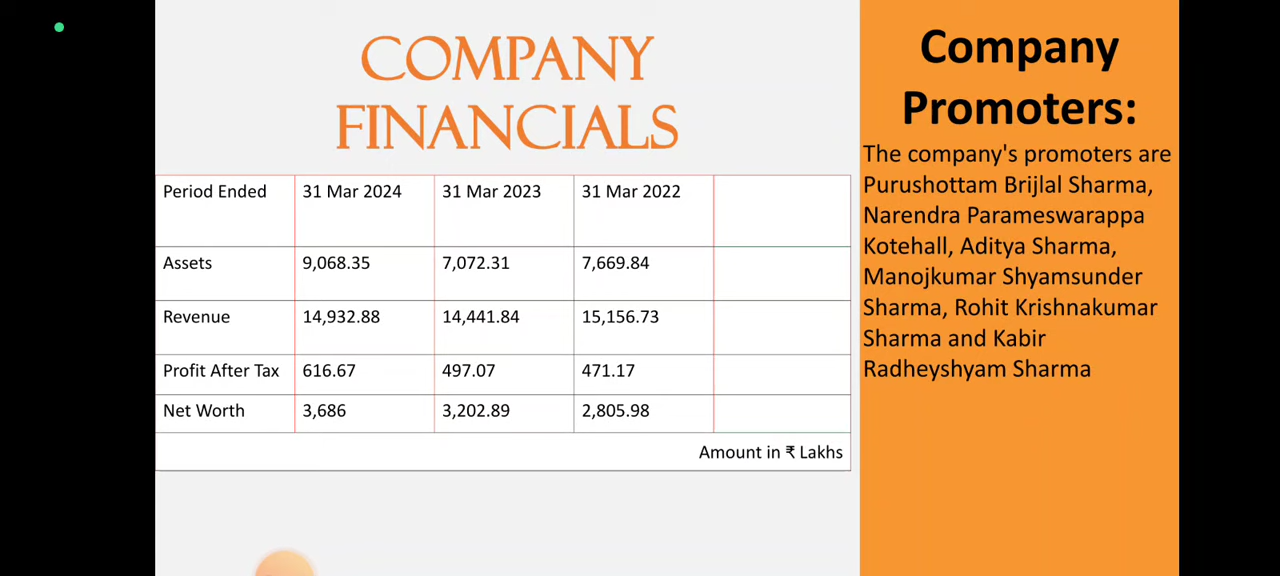 COMPANY
FINANCIALS
Period Ended 31 Mar 2024 31 Mar 2023 31 Mar 2022
Assets 9,068.35 7,072.31 7,669.84
Revenue 14,932.88 14,441.84 15,156.73
Profit After Tax 616.67 497.07 471.17
Net Worth 3,686 3,202.89 2,805.98
Amount in ₹ Lakhs
Company
Promoters:
The company's promoters are
Purushottam Brijlal Sharma,
Narendra Parameswarappa
Kotehall, Aditya Sharma,
Manojkumar Shyamsunder
Sharma, Rohit Krishnakumar
Sharma and Kabir
Radheyshyam Sharma